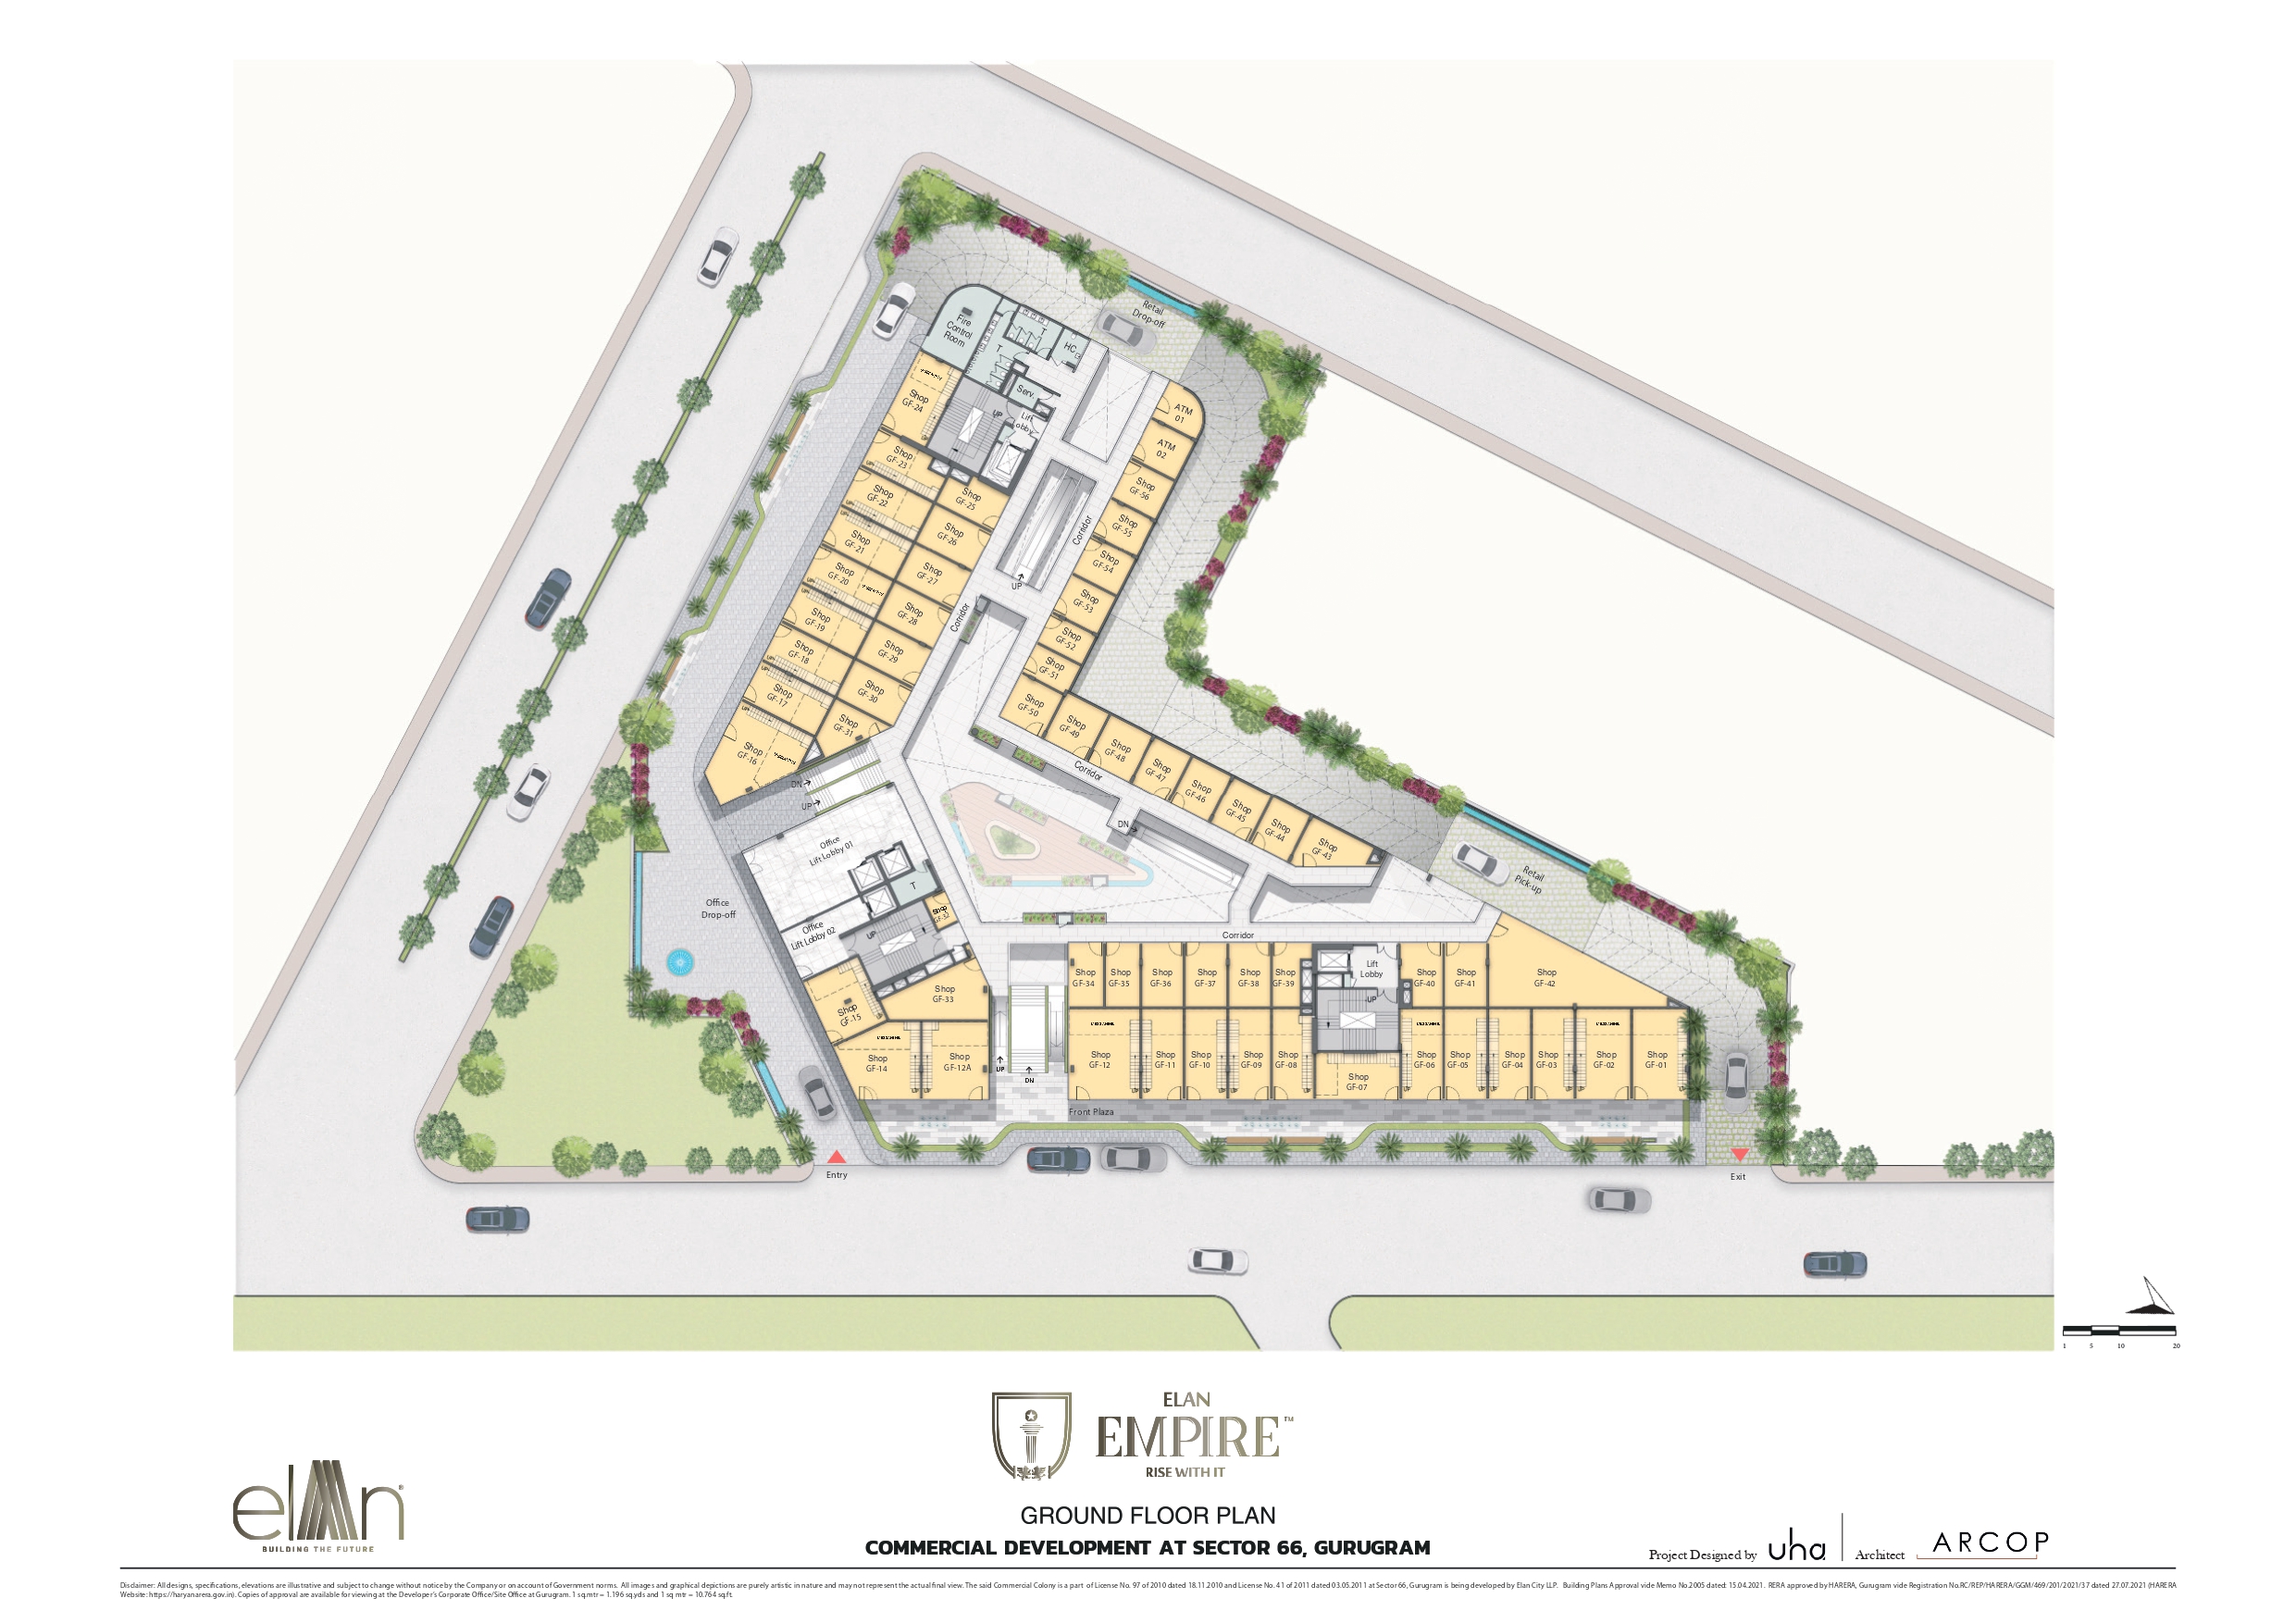 Retail
Drop-off
Fire
Control
Room
T
T
HC
Serv.
UP
Lift
Lobby
ATM
01
ATM
02
Shop
GF-24
Shop
GF-23
Shop
GF-22
Shop
GF-21
Shop
GF-20
Shop
GF-19
Shop
GF-18
Shop
GF-17
Shop
GF-16
Shop
GF-25
Shop
GF-26
Shop
GF-27
Shop
GF-28
Shop
GF-29
Shop
GF-30
Shop
GF-31
Corridor
Corridor
UP
Shop
GF-56
Shop
GF-55
Shop
GF-54
Shop
GF-53
Shop
GF-52
Shop
GF-51
Shop
GF-50
Shop
GF-49
Shop
GF-48
Shop
GF-47
Shop
GF-46
Shop
GF-45
Shop
GF-44
Shop
GF-43
Corridor
DN
DN
UP
Office
Lift Lobby 01
T
Office
Lift Lobby 02
UP
Shop
GF-32
Office
Drop-off
Retail
Pick-up
Corridor
Shop
GF-33
Shop
GF-15
Shop
GF-14
Shop
GF-12A
UP
DN
Shop
GF-34
Shop
GF-35
Shop
GF-36
Shop
GF-37
Shop
GF-38
Shop
GF-39
Lift
Lobby
UP
Shop
GF-40
Shop
GF-41
Shop
GF-42
Shop
GF-12
Shop
GF-11
Shop
GF-10
Shop
GF-09
Shop
GF-08
Shop
GF-07
Shop
GF-06
Shop
GF-05
Shop
GF-04
Shop
GF-03
Shop
GF-02
Shop
GF-01
Front Plaza
Entry
Exit
1 5 10 20
ELAN
EMPIRE™
RISE WITH IT
elan
BUILDING THE FUTURE
GROUND FLOOR PLAN
COMMERCIAL DEVELOPMENT AT SECTOR 66, GURUGRAM
Project Designed by uha Architect ARCOP
Disclaimer: All designs, specifications, elevations are illustrative and subject to change without notice by the Company or on account of Government norms. All images and graphical depictions are purely artistic in nature and may not represent the actual final view. The said Commercial Colony is a part of License No. 97 of 2010 dated 18.11.2010 and License No. 41 of 2011 dated 03.05.2011 at Sector 66, Gurugram is being developed by Elan City LLP. Building Plans Approval vide Memo No.2005 dated: 15.04.2021. RERA approved by HARERA, Gurugram vide Registration No.RC/REP/HARERA/GGM/469/201/2021/37 dated 27.07.2021 (HARERA
Website: https://haryanarera.gov.in). Copies of approval are available for viewing at the Developer's Corporate Office/Site Office at Gurugram. 1 sq.mtr = 1.196 sq.yds and 1 sq mtr = 10.764 sq.ft.